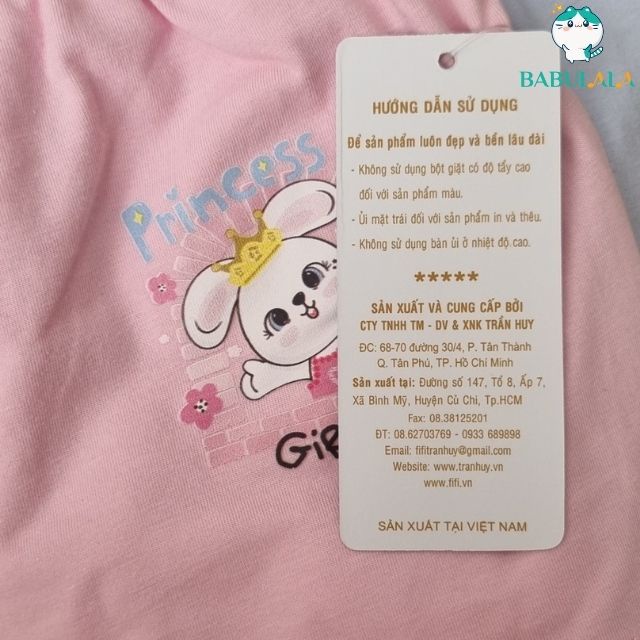 BABULALA
Princess
Gif
HƯỚNG DẪN SỬ DỤNG
Để sản phẩm luôn đẹp và bền lâu dài
- Không sử dụng bột giặt có độ tẩy cao
đối với sản phẩm màu.
- Ủi mặt trái đối với sản phẩm in và thêu.
- Không sử dụng bàn ủi ở nhiệt độ cao.
*****
SẢN XUẤT VÀ CUNG CẤP BỞI
CTY TNHH TM - DV & XNK TRẦN HUY
ĐC: 68-70 đường 30/4, P. Tân Thành
Q. Tân Phú, TP. Hồ Chí Minh
Sản xuất tại: Đường số 147, Tổ 8, Ấp 7,
Xã Bình Mỹ, Huyện Củ Chi, Tp.HCM
Fax: 08.38125201
ĐT: 08.62703769 - 0933 689898
Email: fifitranhuy@gmail.com
Website: www.tranhuy.vn
www.fifi.vn
SẢN XUẤT TẠI VIỆT NAM